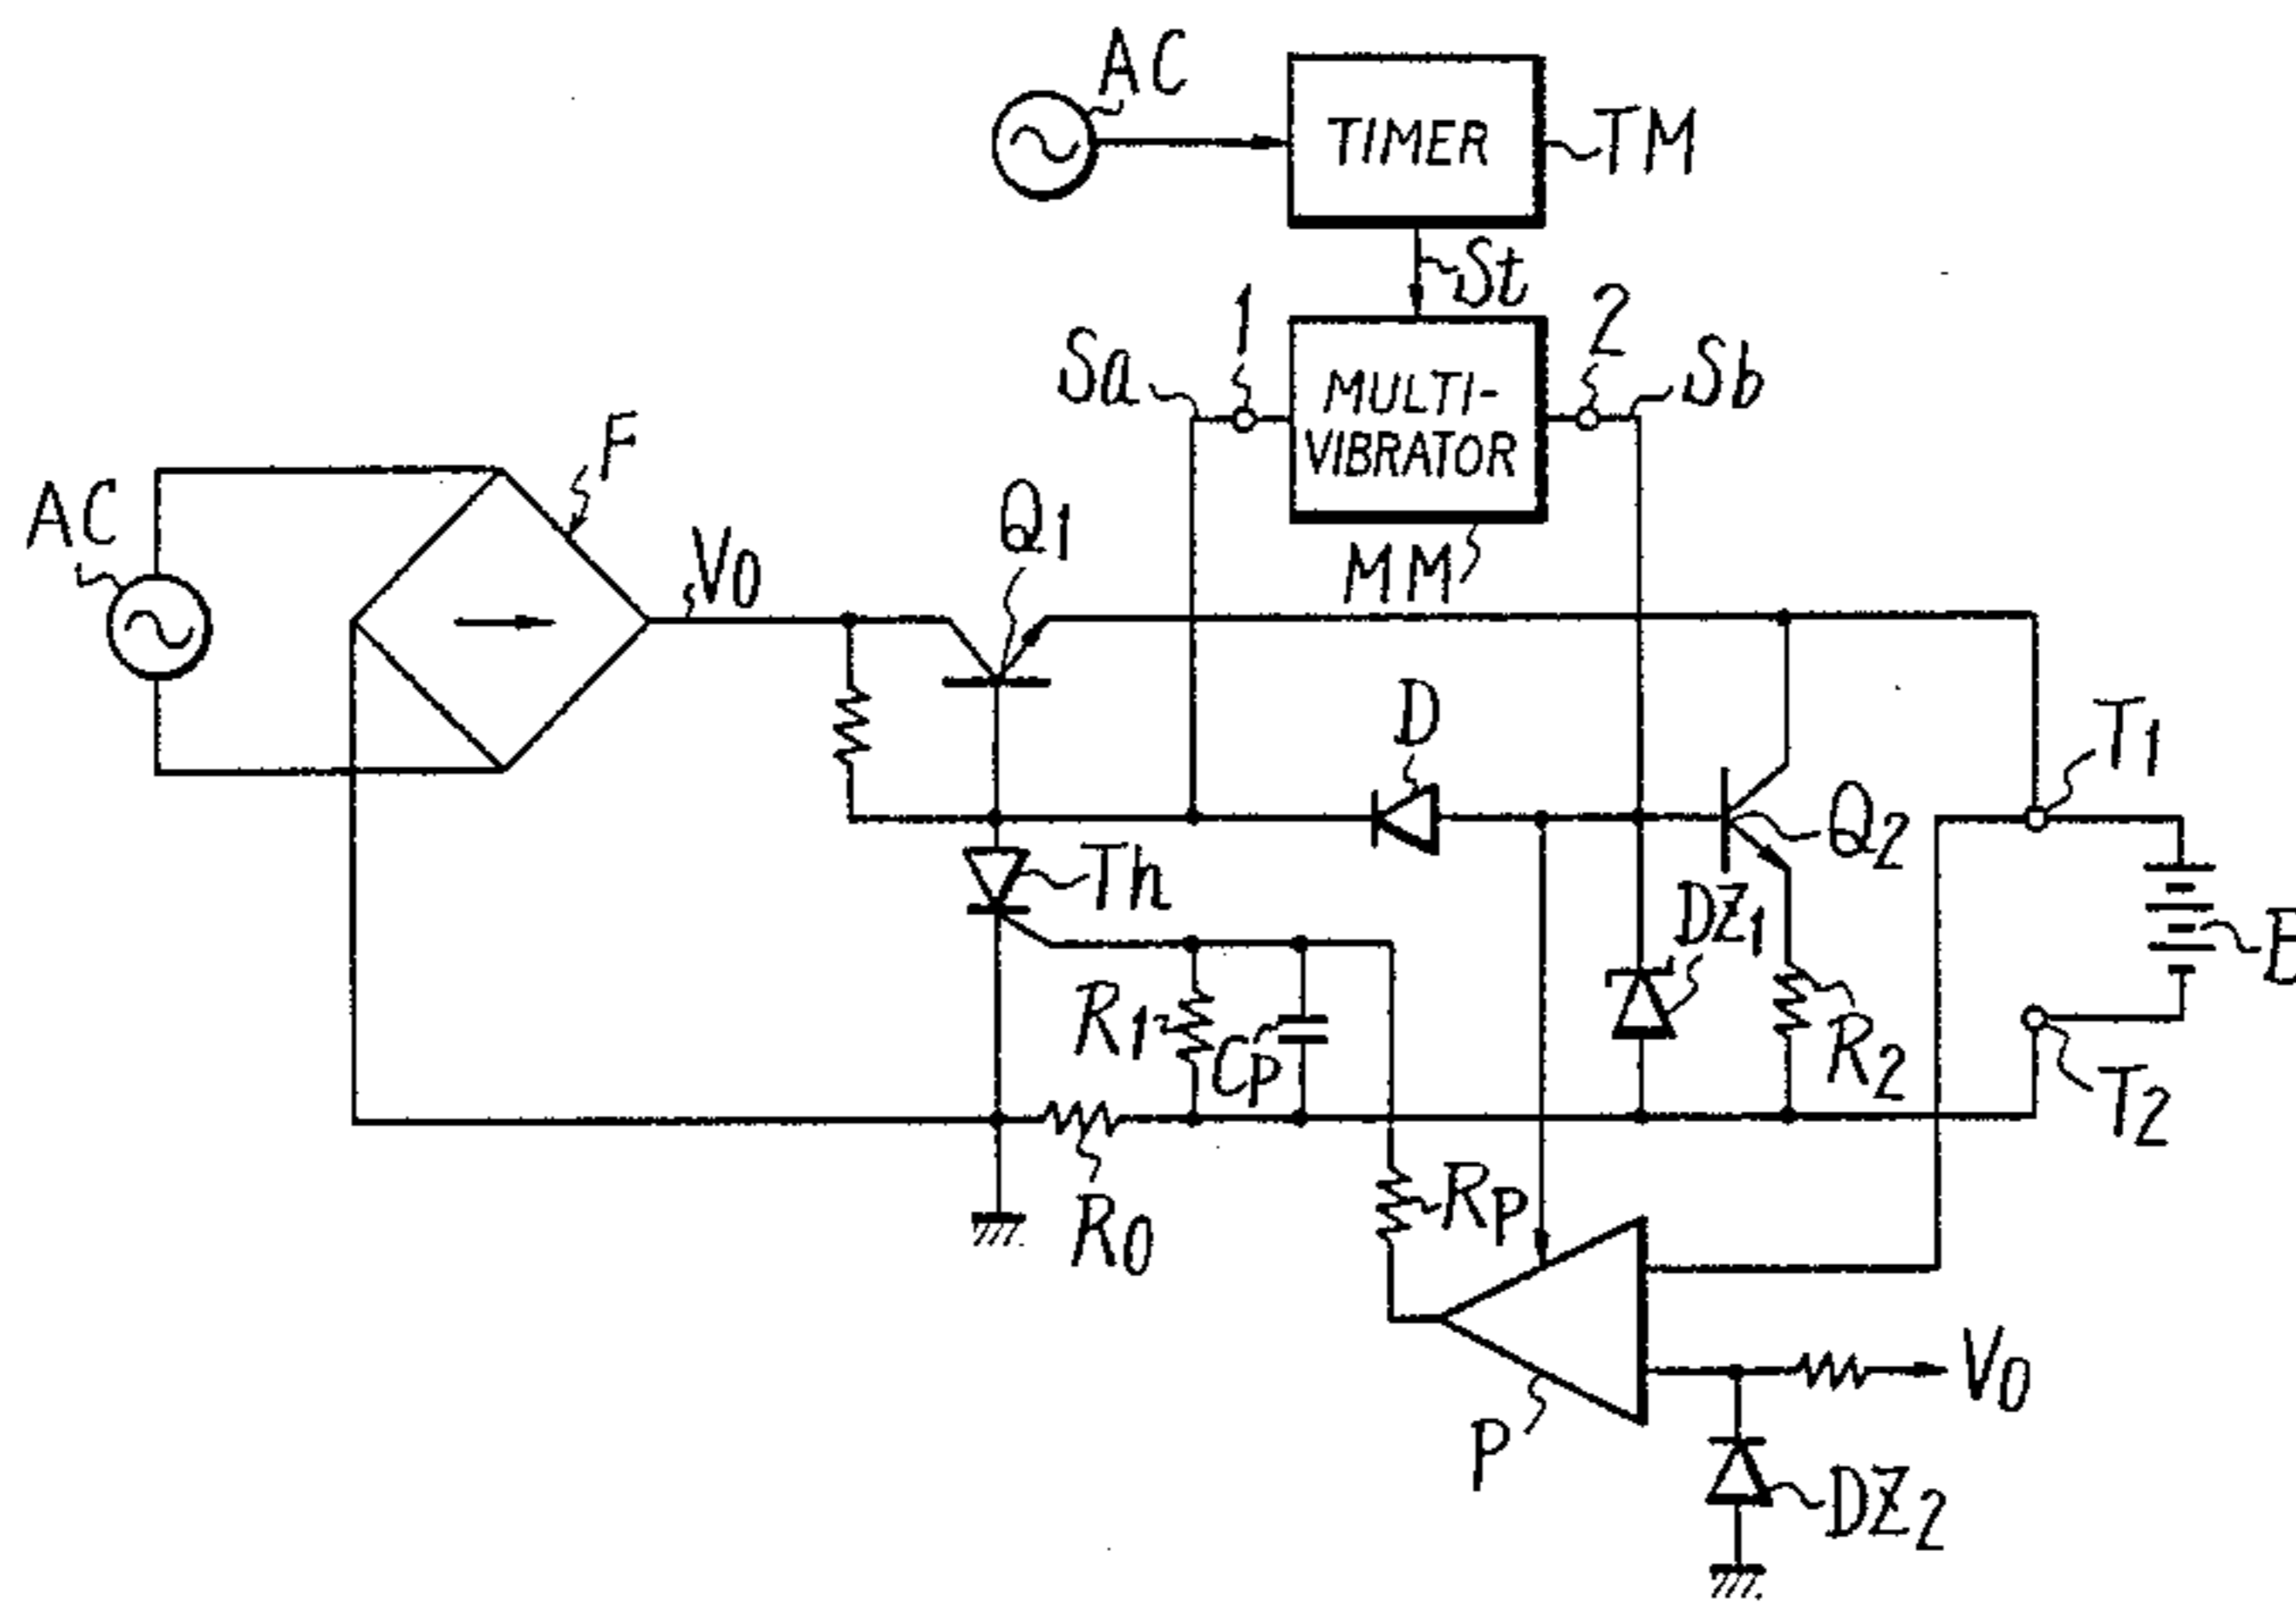 AC
TIMER
TM
St
Sa
1
2
Sb
MULTI-
VIBRATOR
MM
AC
F
V0
Q1
D
T1
Q2
Th
DZ1
R1
CP
R2
T2
RP
R0
V0
P
DZ2